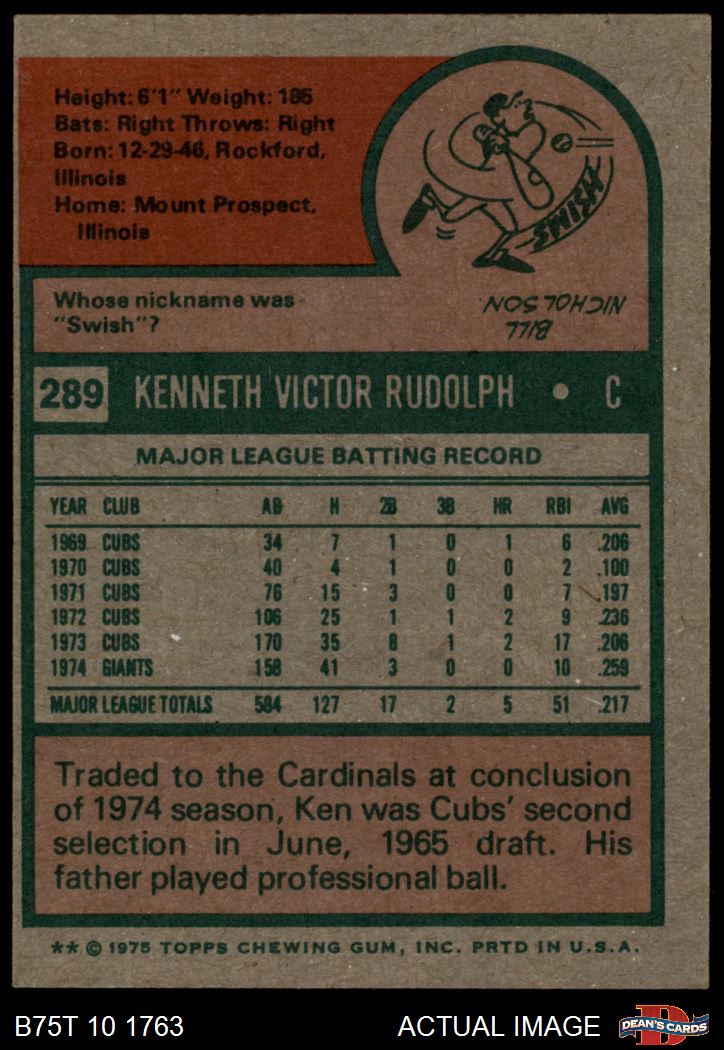 Height: 6'1" Weight: 185
Bats: Right Throws: Right
Born: 12-29-46, Rockford,
Illinois
Home: Mount Prospect,
Illinois
SWISH
Whose nickname was
"Swish"?
BILL
NICHOLSON
289 KENNETH VICTOR RUDOLPH • C
MAJOR LEAGUE BATTING RECORD
YEAR CLUB AB H 2B 3B HR RBI AVG
1969 CUBS 34 7 1 0 1 6 .206
1970 CUBS 40 4 1 0 0 2 .100
1971 CUBS 76 15 3 0 0 7 .197
1972 CUBS 106 25 1 1 2 9 .236
1973 CUBS 170 35 8 1 2 17 .206
1974 GIANTS 158 41 3 0 0 10 .259
MAJOR LEAGUE TOTALS 584 127 17 2 5 51 .217
Traded to the Cardinals at conclusion
of 1974 season, Ken was Cubs' second
selection in June, 1965 draft. His
father played professional ball.
** © 1975 TOPPS CHEWING GUM, INC. PRTD IN U.S.A.
B75T 10 1763 ACTUAL IMAGE
D
DEAN'S CARDS